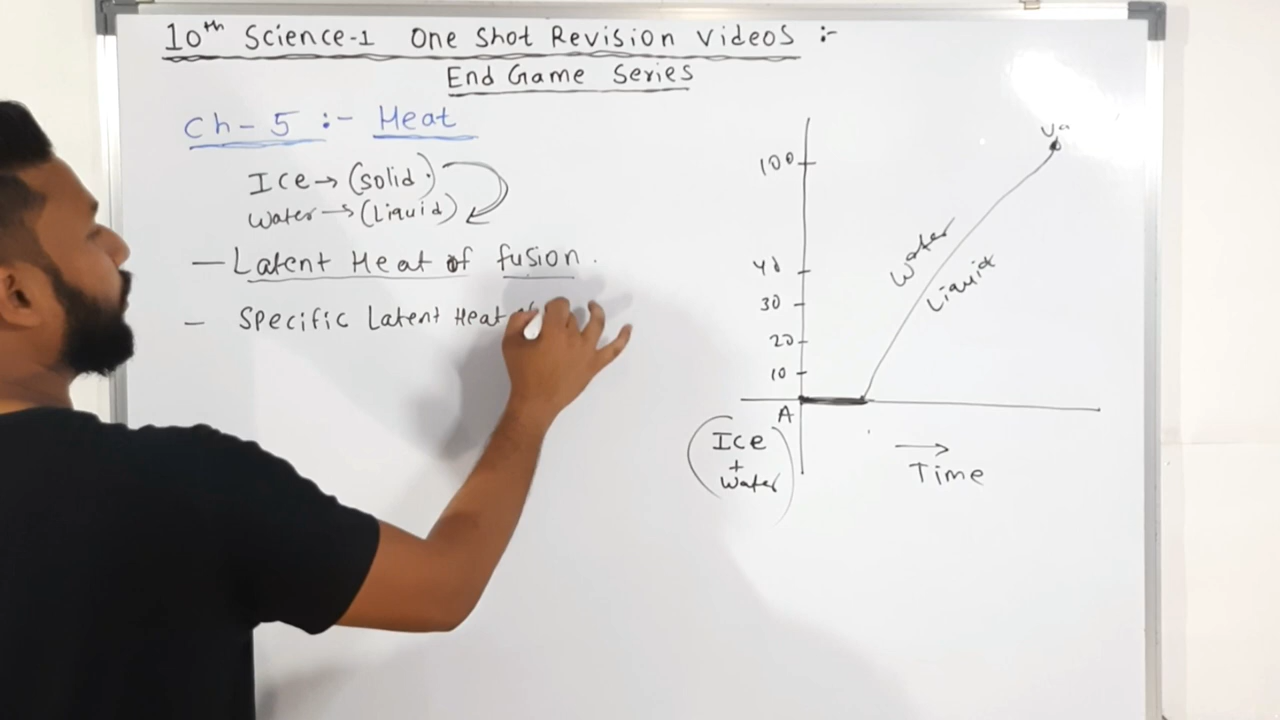 10th Science-1 One Shot Revision Videos :-
End Game Series
Ch-5 :- Heat
Ice → (Solid)
Water → (Liquid)
- Latent Heat of fusion.
- Specific Latent Heat
100
40
30
20
10
A
Water
Liquid
Ice
+
Water
→
Time